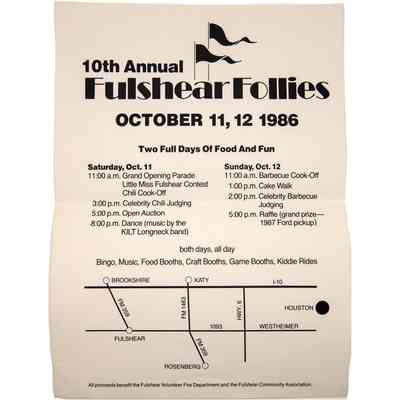 10th Annual
Fulshear Follies
OCTOBER 11, 12 1986
Two Full Days Of Food And Fun
Saturday, Oct. 11
11:00 a.m. Grand Opening Parade
Little Miss Fulshear Contest
Chili Cook-Off
3:00 p.m. Celebrity Chili Judging
5:00 p.m. Open Auction
8:00 p.m. Dance (music by the
KILT Longneck band)
Sunday, Oct. 12
11:00 a.m. Barbecue Cook-Off
1:00 p.m. Cake Walk
2:00 p.m. Celebrity Barbecue
Judging
5:00 p.m. Raffle (grand prize—
1987 Ford pickup)
both days, all day
Bingo, Music, Food Booths, Craft Booths, Game Booths, Kiddie Rides
BROOKSHIRE
KATY
I-10
FM 359
FM 1463
HWY. 6
HOUSTON
FULSHEAR
1093
WESTHEIMER
FM 359
ROSENBERG
All proceeds benefit the Fulshear Volunteer Fire Department and the Fulshear Community Association.